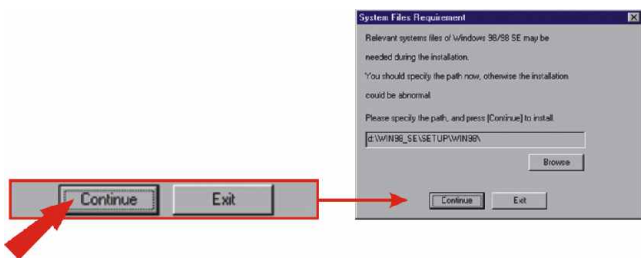 System Files Requirement
Relevant systems files of Windows 98/98 SE may be
needed during the installation.
You should specify the path now, otherwise the installation
could be abnormal.
Please specify the path, and press [Continue] to install.
d:\WIN98_SE\SETUP\WIN98\
Browse
Continue Exit
Continue Exit